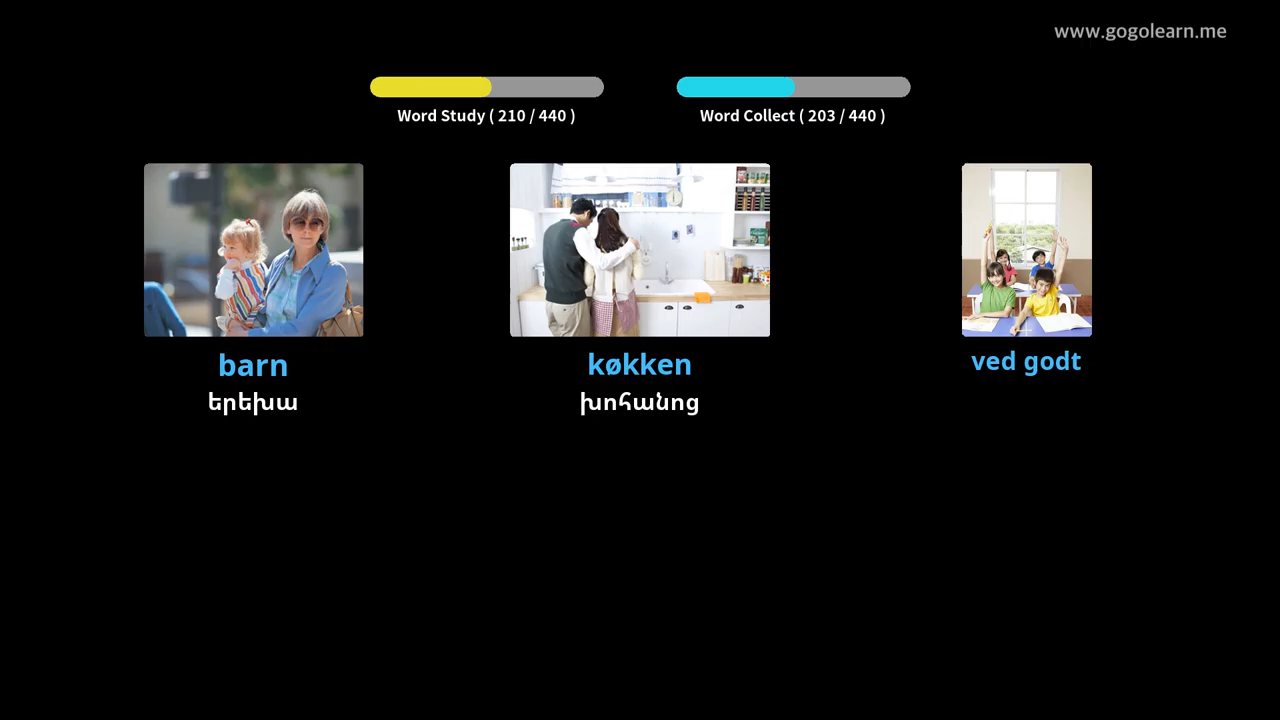 www.gogolearn.me
Word Study ( 210 / 440 )
Word Collect ( 203 / 440 )
barn
երեխա
køkken
խոհանոց
ved godt